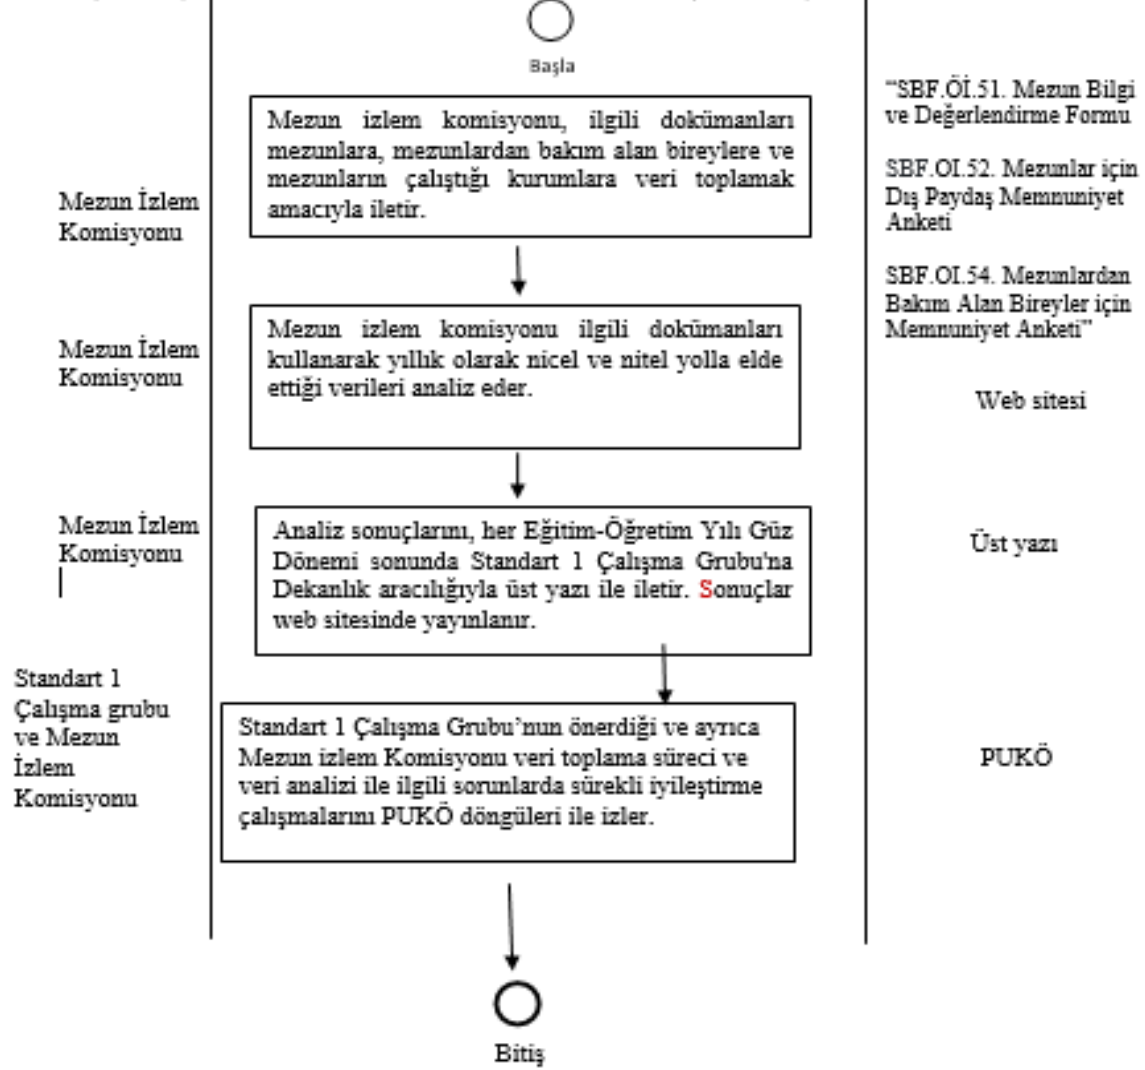 Başla
Mezun İzlem
Komisyonu
Mezun izlem komisyonu, ilgili dokümanları
mezunlara, mezunlardan bakım alan bireylere ve
mezunların çalıştığı kurumlara veri toplamak
amacıyla iletir.
"SBF.Öİ.51. Mezun Bilgi
ve Değerlendirme Formu
SBF.OI.52. Mezunlar için
Dış Paydaş Memnuniyet
Anketi
SBF.OI.54. Mezunlardan
Bakım Alan Bireyler için
Memnuniyet Anketi"
Mezun İzlem
Komisyonu
Mezun izlem komisyonu ilgili dokümanları
kullanarak yıllık olarak nicel ve nitel yolla elde
ettiği verileri analiz eder.
Web sitesi
Mezun İzlem
Komisyonu
Analiz sonuçlarını, her Eğitim-Öğretim Yılı Güz
Dönemi sonunda Standart 1 Çalışma Grubu'na
Dekanlık aracılığıyla üst yazı ile iletir. Sonuçlar
web sitesinde yayınlanır.
Üst yazı
Standart 1
Çalışma grubu
ve Mezun
İzlem
Komisyonu
Standart 1 Çalışma Grubu'nun önerdiği ve ayrıca
Mezun izlem Komisyonu veri toplama süreci ve
veri analizi ile ilgili sorunlarda sürekli iyileştirme
çalışmalarını PUKÖ döngüleri ile izler.
PUKÖ
Bitiş